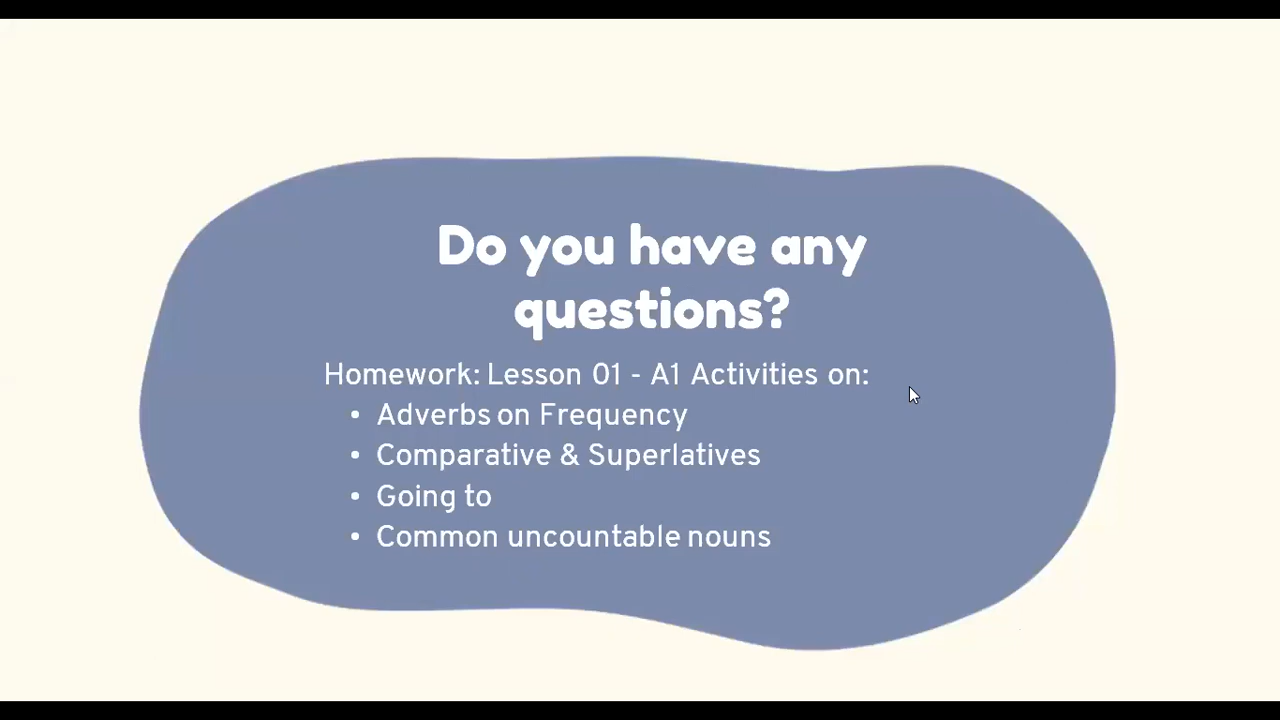 Do you have any
questions?
Homework: Lesson 01 - A1 Activities on:
• Adverbs on Frequency
• Comparative & Superlatives
• Going to
• Common uncountable nouns